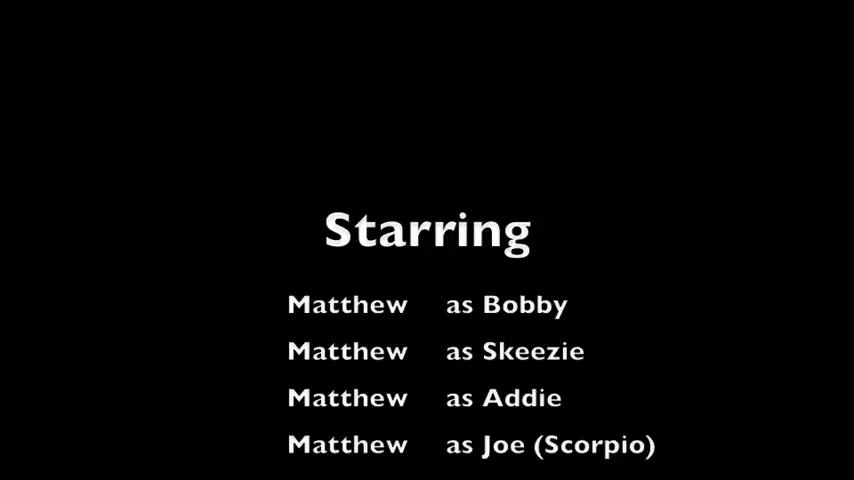 Starring
Matthew as Bobby
Matthew as Skeezie
Matthew as Addie
Matthew as Joe (Scorpio)